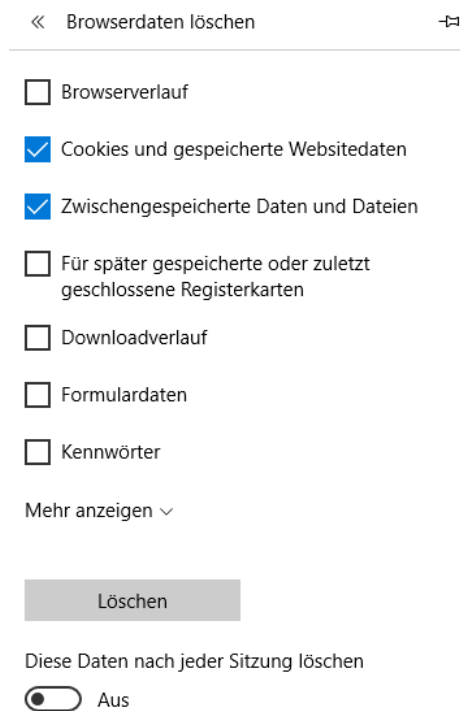 Browserdaten löschen
Browserverlauf
Cookies und gespeicherte Websitedaten
Zwischengespeicherte Daten und Dateien
Für später gespeicherte oder zuletzt
geschlossene Registerkarten
Downloadverlauf
Formulardaten
Kennwörter
Mehr anzeigen
Löschen
Diese Daten nach jeder Sitzung löschen
Aus